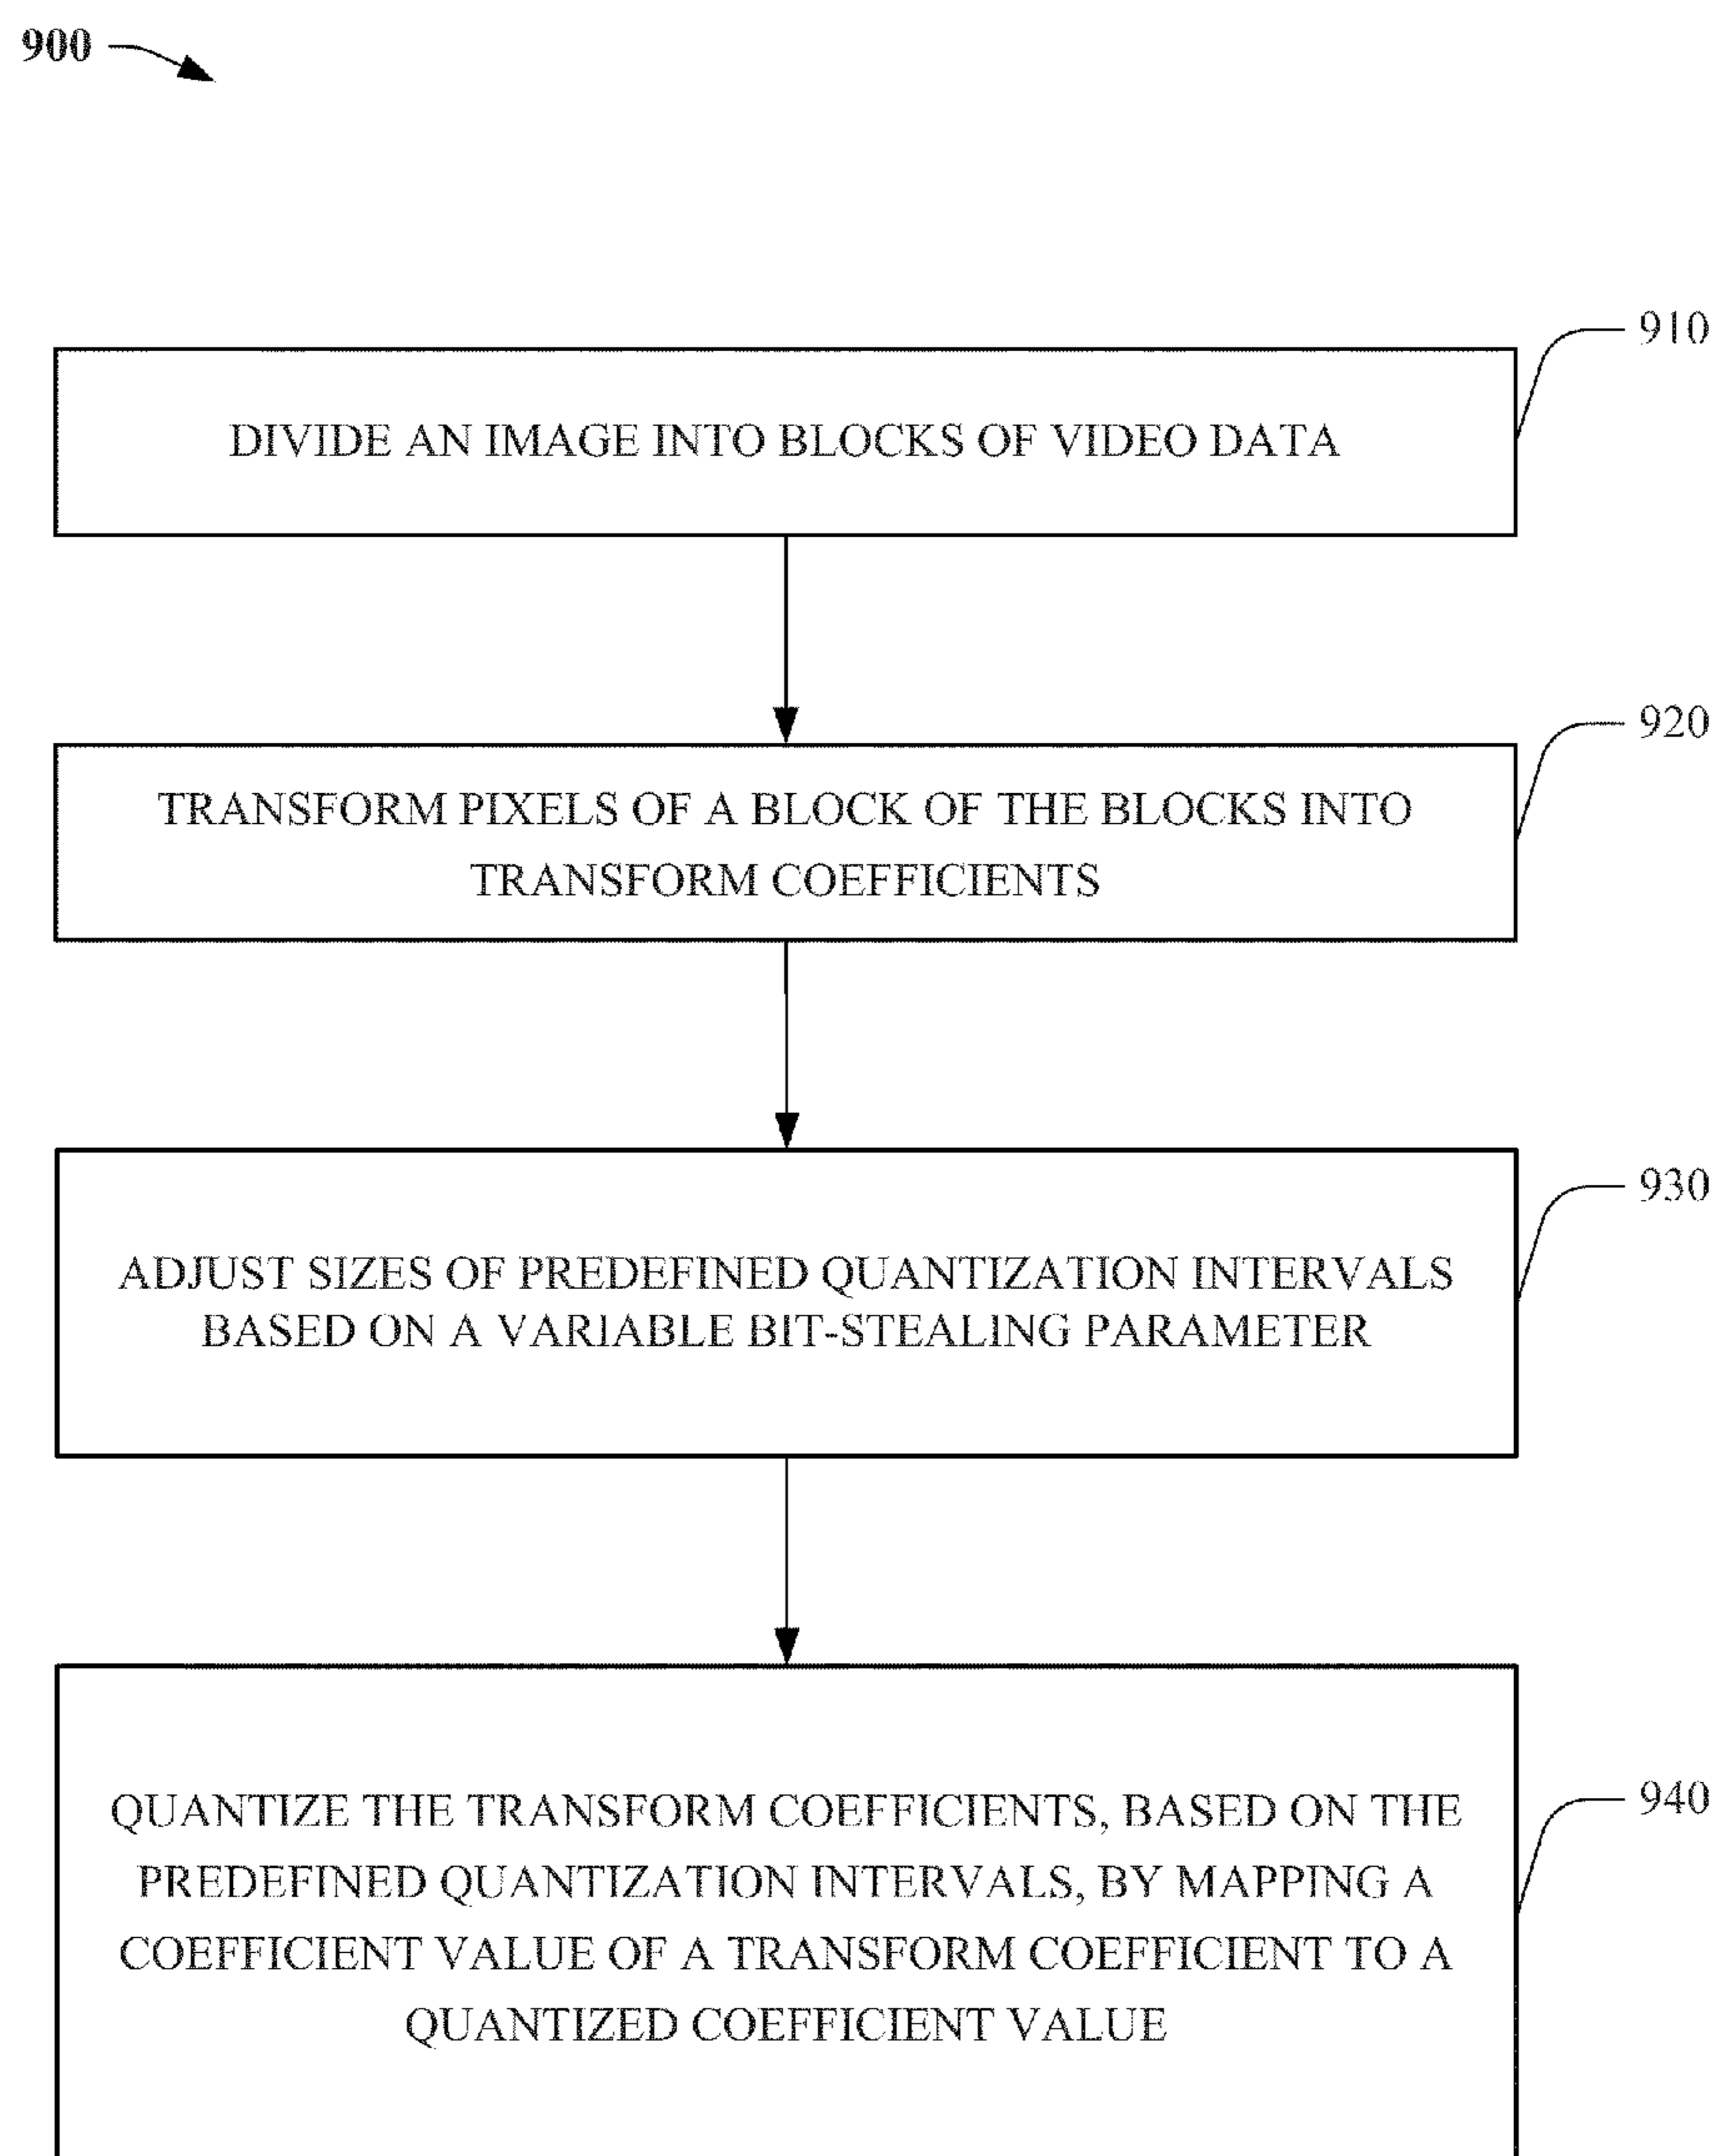 900
910
DIVIDE AN IMAGE INTO BLOCKS OF VIDEO DATA
920
TRANSFORM PIXELS OF A BLOCK OF THE BLOCKS INTO
TRANSFORM COEFFICIENTS
930
ADJUST SIZES OF PREDEFINED QUANTIZATION INTERVALS
BASED ON A VARIABLE BIT-STEALING PARAMETER
940
QUANTIZE THE TRANSFORM COEFFICIENTS, BASED ON THE
PREDEFINED QUANTIZATION INTERVALS, BY MAPPING A
COEFFICIENT VALUE OF A TRANSFORM COEFFICIENT TO A
QUANTIZED COEFFICIENT VALUE